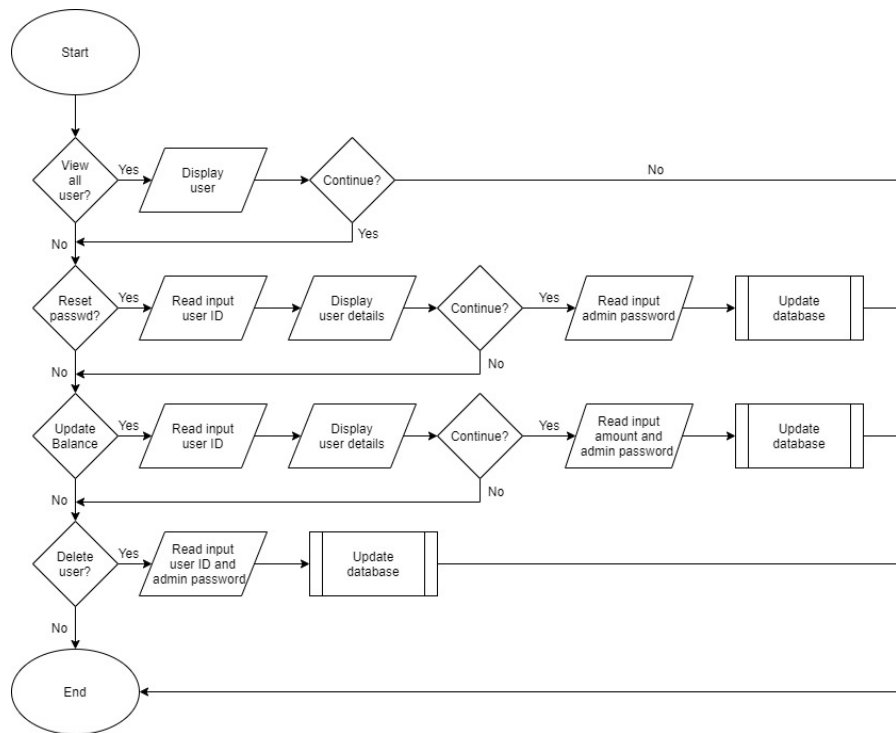 Start
View
all
user?
Yes
Display
user
Continue?
No
No
Yes
Reset
passwd?
Yes
Read input
user ID
Display
user details
Continue?
Yes
Read input
admin password
Update
database
No
No
Update
Balance
Yes
Read input
user ID
Display
user details
Continue?
Yes
Read input
amount and
admin password
Update
database
No
No
Delete
user?
Yes
Read input
user ID and
admin password
Update
database
No
End